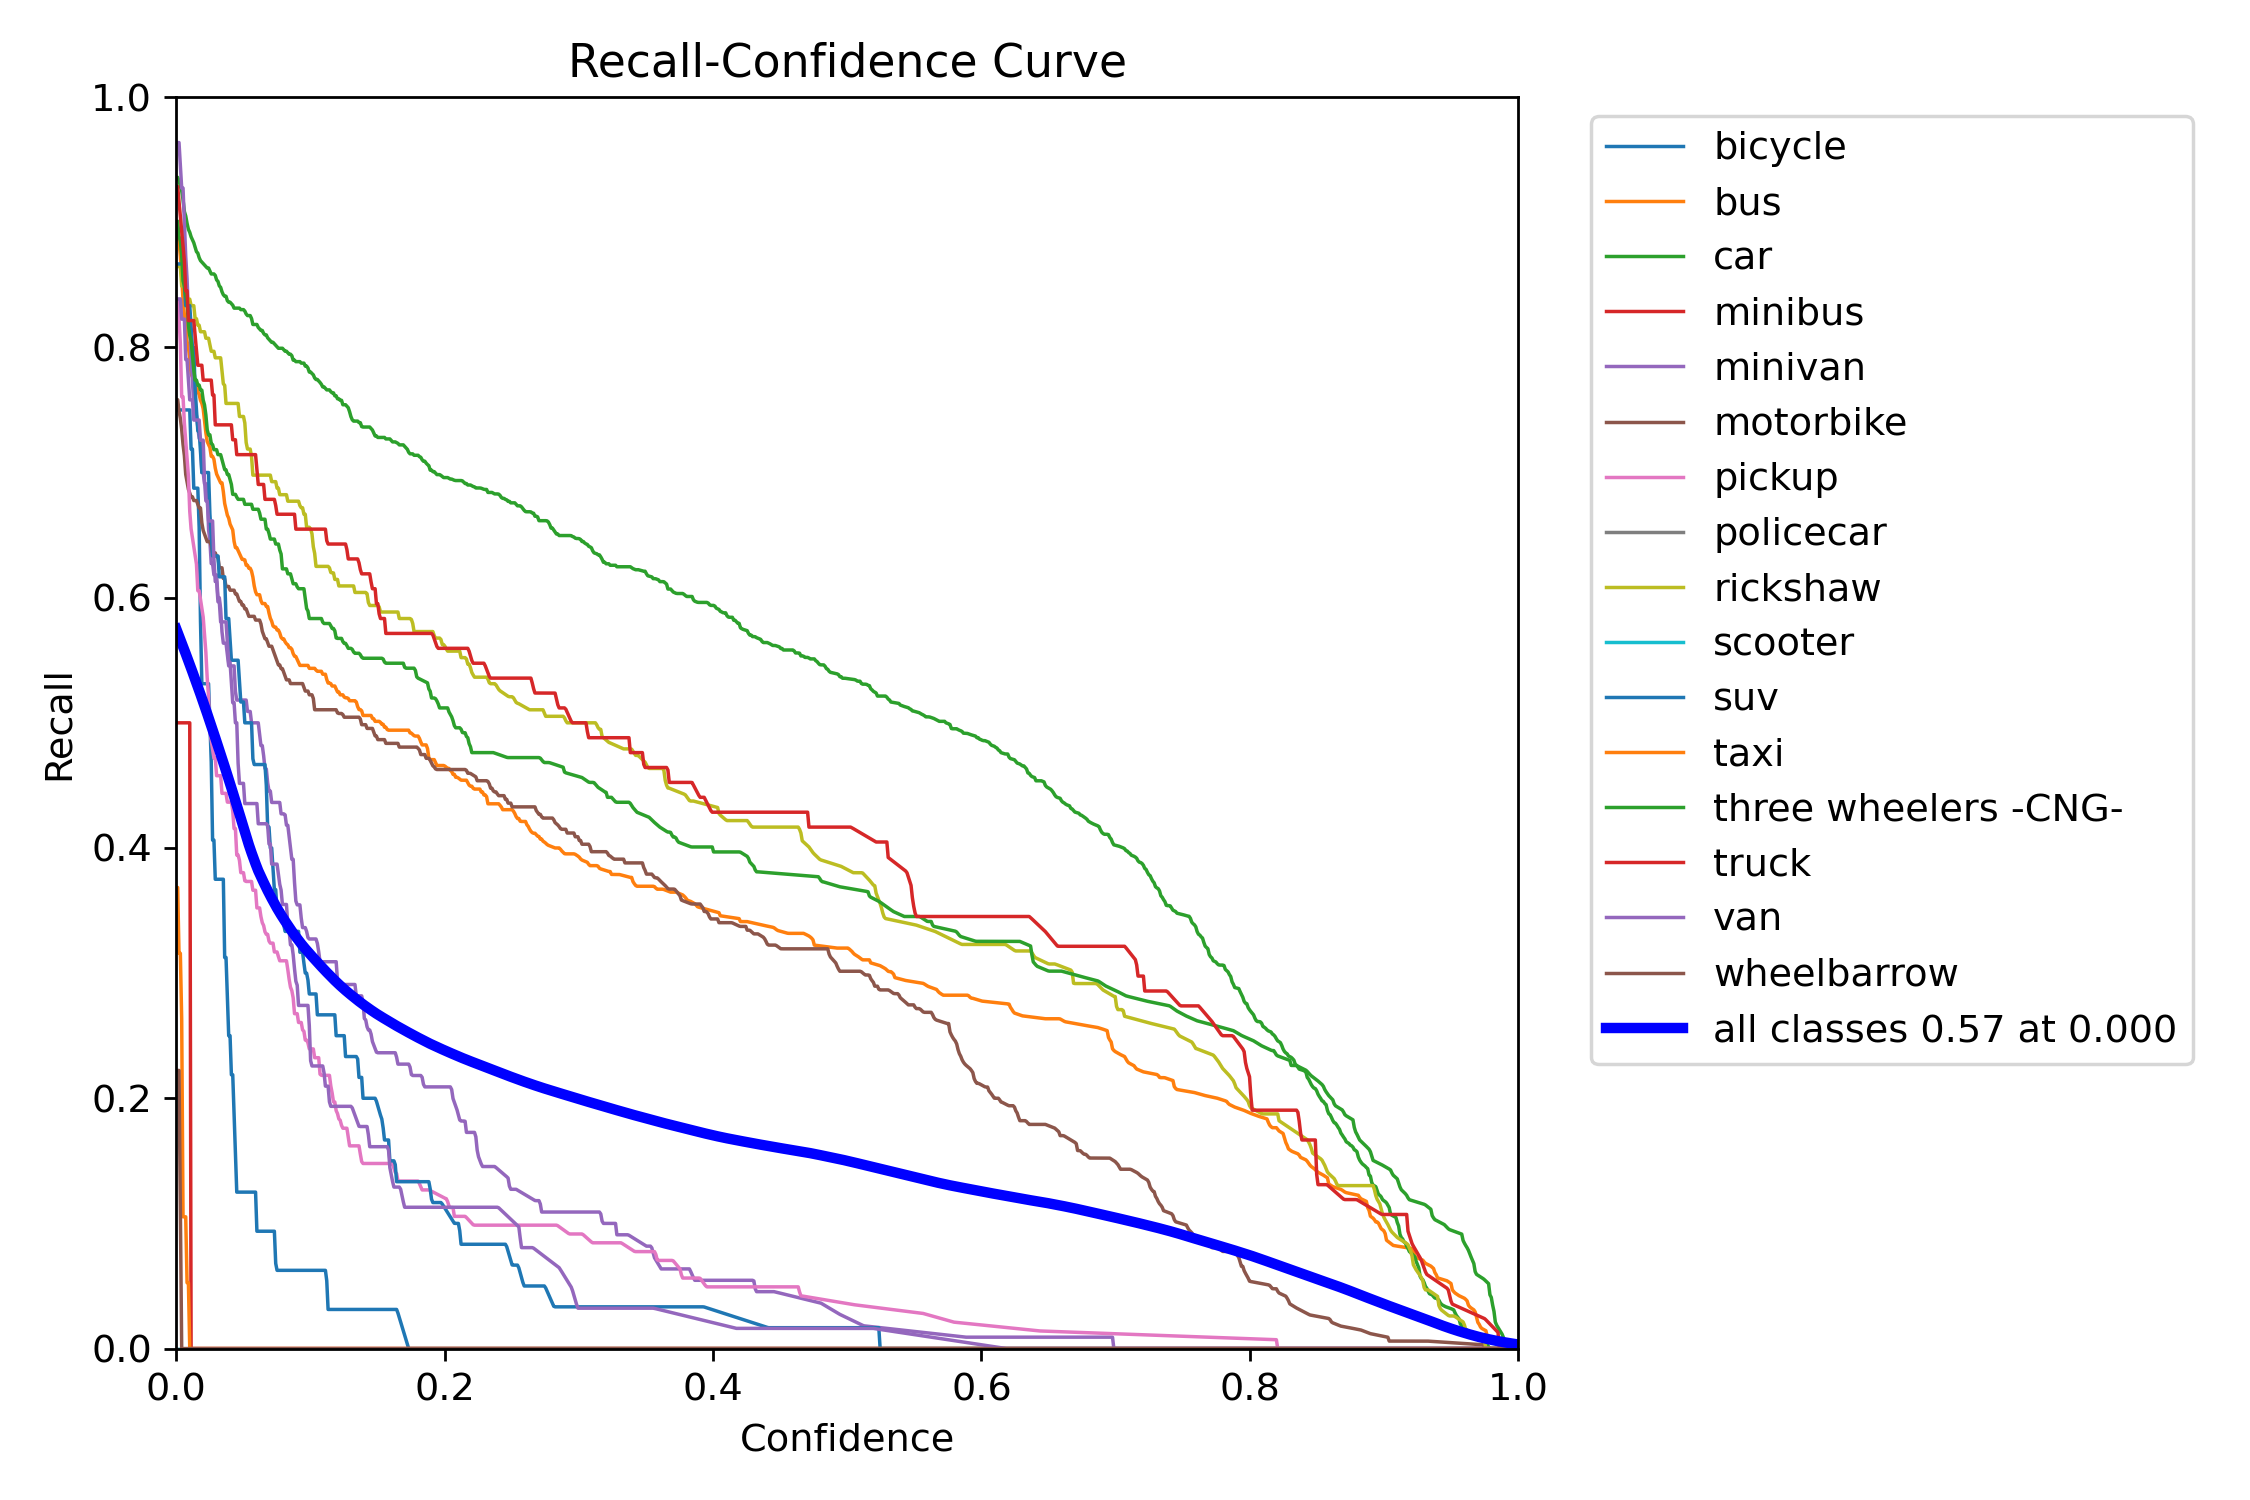 Recall-Confidence Curve
1.0
0.8
0.6
0.4
0.2
0.0
Recall
0.0 0.2 0.4 0.6 0.8 1.0
Confidence
bicycle
bus
car
minibus
minivan
motorbike
pickup
policecar
rickshaw
scooter
suv
taxi
three wheelers -CNG-
truck
van
wheelbarrow
all classes 0.57 at 0.000